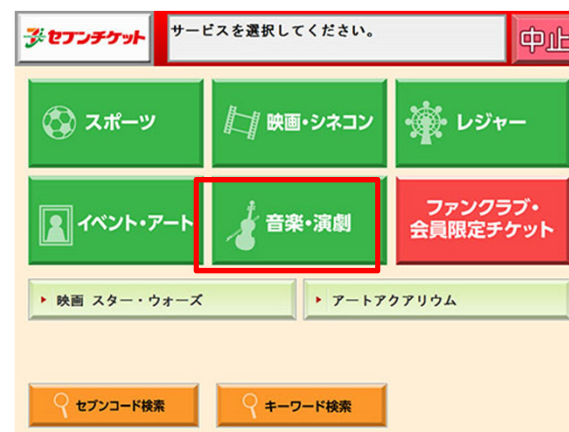 セブンチケット
サービスを選択してください。
中止
スポーツ
映画・シネコン
レジャー
イベント・アート
音楽・演劇
ファンクラブ・
会員限定チケット
映画 スター・ウォーズ
アートアクアリウム
セブンコード検索
キーワード検索